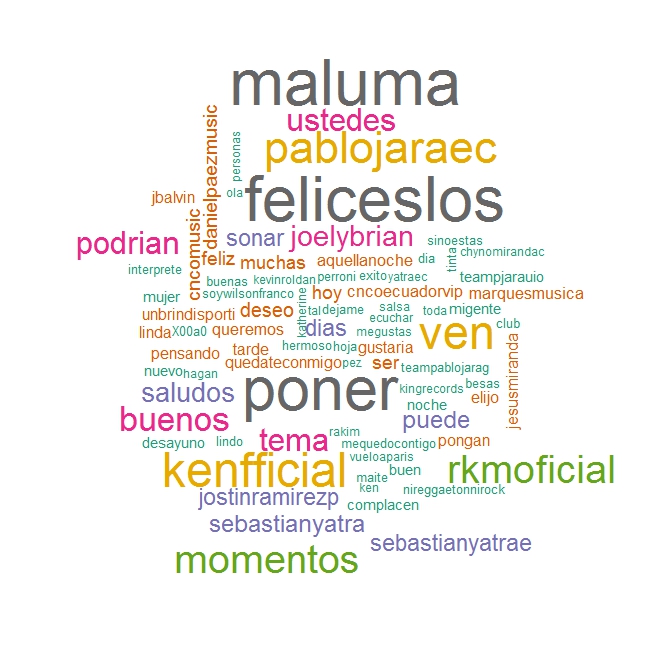 maluma
ustedes
pablojaraec
personas
danielpaezmusic
jbalvin
ola
feliceslos
cncomusic
podrian
sonar
joelybrian
sinoestas
tinta
chynomirandac
feliz
muchas
aquellanoche
dia
interprete
buenas
kevinroldan
perroni
exito
yatraec
teampjarauio
mujer
soywilsonfranco
katherine
hoy
cncoecuadorvip
marquesmusica
unbrindisporti
deseo
tal
dejame
salsa
toda
migente
linda
X00a0
queremos
dias
ecuchar
megustas
ven
club
pensando
tarde
hermoso
hoja
gustaria
jesusmiranda
nuevo
hagan
quedateconmigo
pez
ser
teampablojarag
saludos
poner
kingrecords
besas
elijo
noche
buenos
puede
desayuno
lindo
tema
rakim
mequedocontigo
pongan
vueloaparis
kenfficial
maite
buen
rkmoficial
ken
nireggaetonnirock
jostinramirezp
complacen
sebastianyatra
sebastianyatrae
momentos